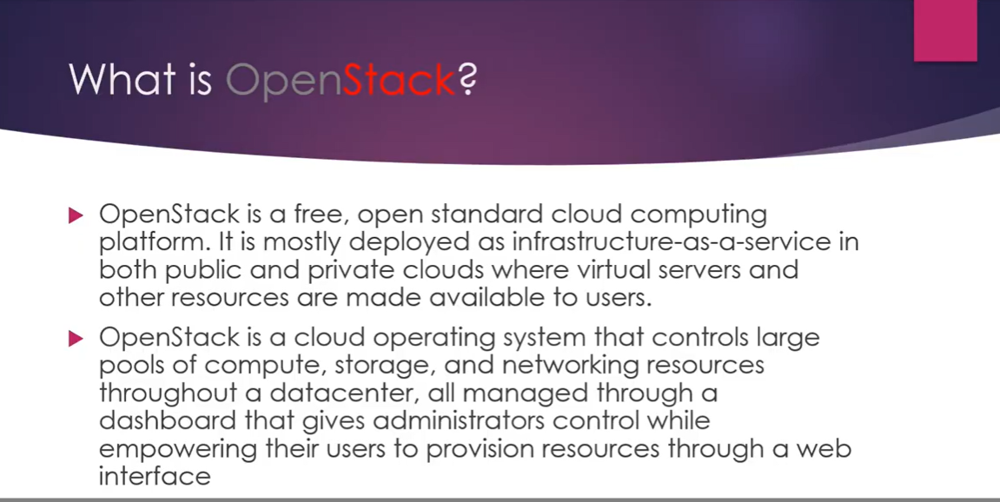 What is OpenStack?
OpenStack is a free, open standard cloud computing
platform. It is mostly deployed as infrastructure-as-a-service in
both public and private clouds where virtual servers and
other resources are made available to users.
OpenStack is a cloud operating system that controls large
pools of compute, storage, and networking resources
throughout a datacenter, all managed through a
dashboard that gives administrators control while
empowering their users to provision resources through a web
interface